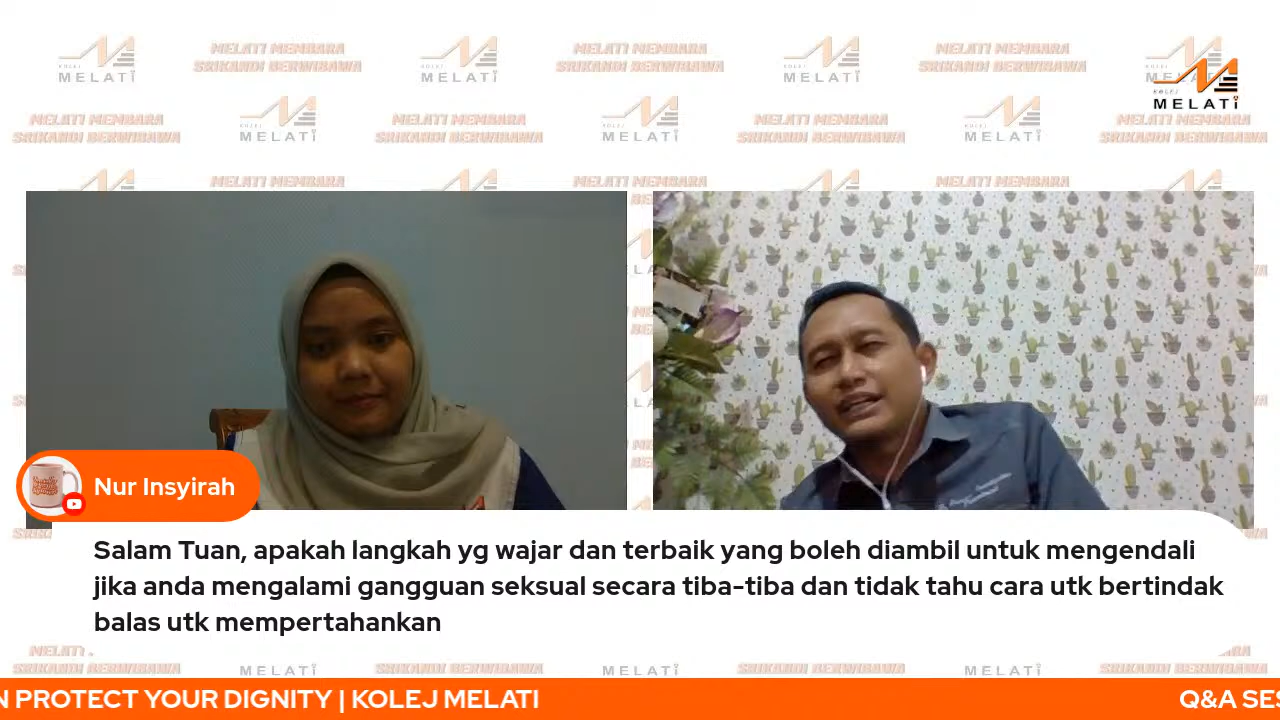 KOLEJ MELATI
MELATI MEMBARA
SRIKANDI BERWIBAWA
KOLEJ
MELATI
Nur Insyirah
Salam Tuan, apakah langkah yg wajar dan terbaik yang boleh diambil untuk mengendali
jika anda mengalami gangguan seksual secara tiba-tiba dan tidak tahu cara utk bertindak
balas utk mempertahankan
N PROTECT YOUR DIGNITY | KOLEJ MELATI
Q&A SES